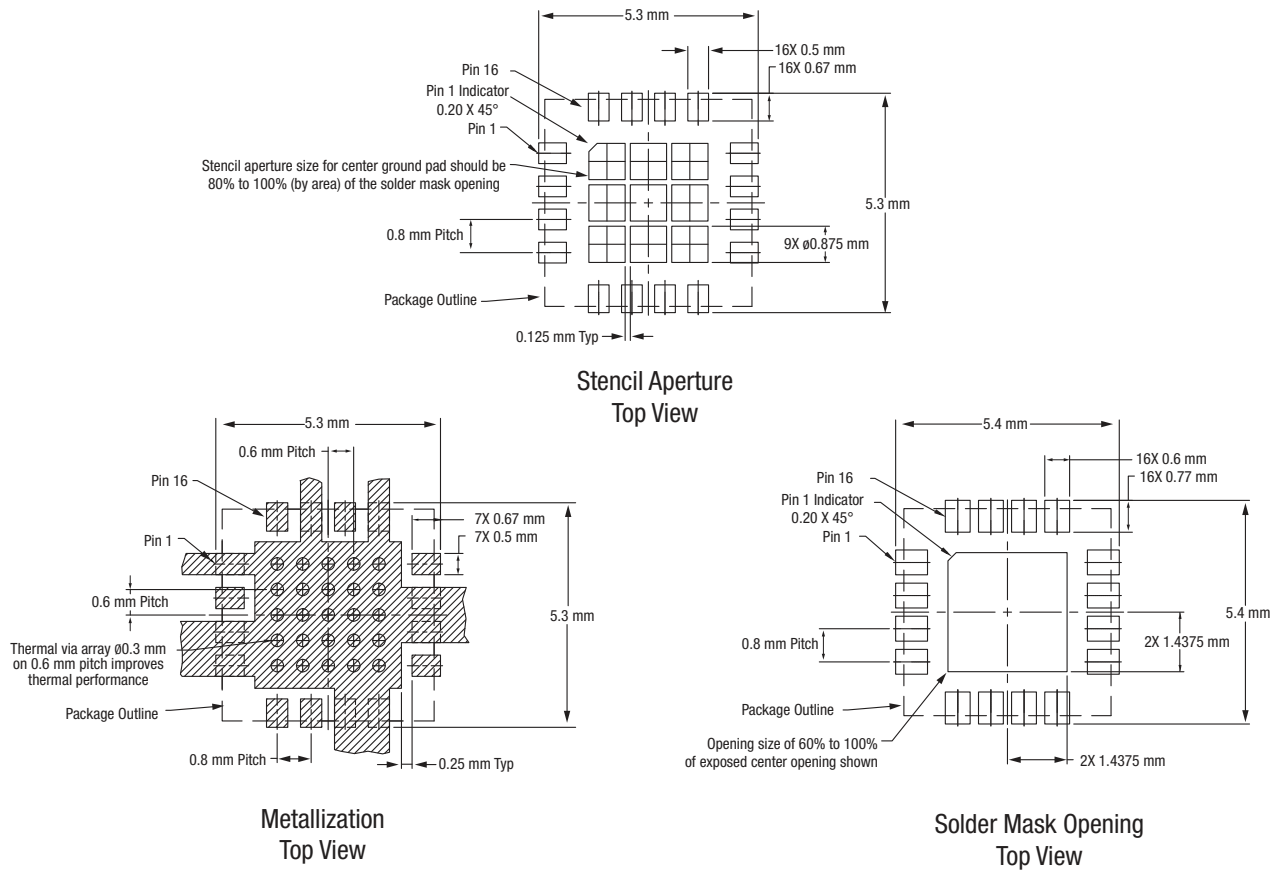 5.3 mm
16X 0.5 mm
16X 0.67 mm
Pin 16
Pin 1 Indicator
0.20 X 45°
Pin 1
Stencil aperture size for center ground pad should be
80% to 100% (by area) of the solder mask opening
5.3 mm
0.8 mm Pitch
9X ø0.875 mm
Package Outline
0.125 mm Typ
Stencil Aperture
Top View
5.3 mm
0.6 mm Pitch
Pin 16
7X 0.67 mm
7X 0.5 mm
Pin 1
0.6 mm Pitch
5.3 mm
Thermal via array ø0.3 mm
on 0.6 mm pitch improves
thermal performance
Package Outline
0.8 mm Pitch
0.25 mm Typ
Metallization
Top View
5.4 mm
16X 0.6 mm
16X 0.77 mm
Pin 16
Pin 1 Indicator
0.20 X 45°
Pin 1
5.4 mm
0.8 mm Pitch
2X 1.4375 mm
Package Outline
Opening size of 60% to 100%
of exposed center opening shown
2X 1.4375 mm
Solder Mask Opening
Top View